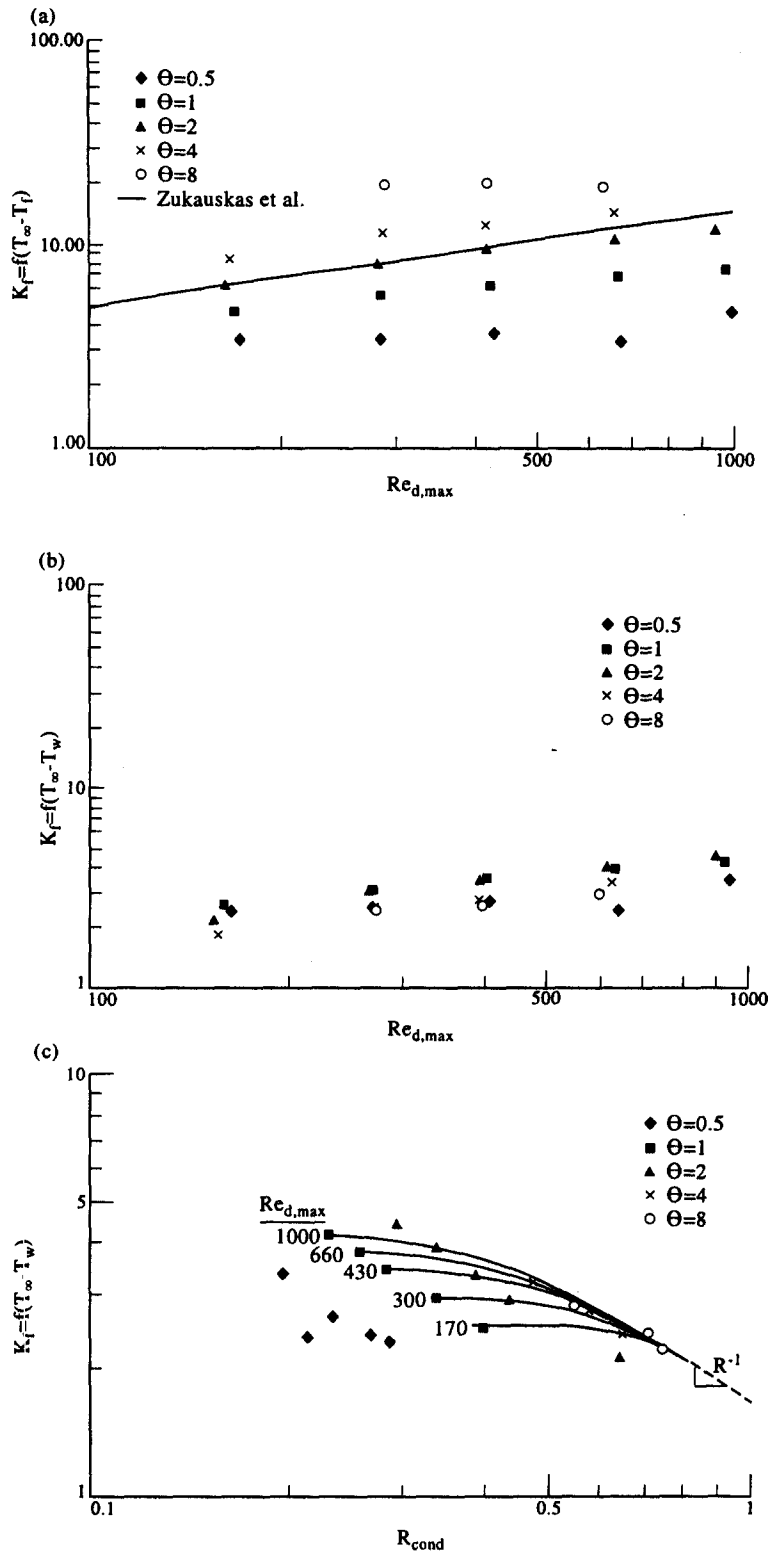 (a)
100.00
Θ=0.5
Θ=1
Θ=2
Θ=4
Θ=8
Zukauskas et al.
K_f=f(T_∞-T_f)
10.00
1.00
100
500
1000
Re_d,max
(b)
100
Θ=0.5
Θ=1
Θ=2
Θ=4
Θ=8
K_f=f(T_∞-T_w)
10
1
100
500
1000
Re_d,max
(c)
10
Θ=0.5
Θ=1
Θ=2
Θ=4
Θ=8
5
Re_d,max
1000
660
430
300
170
K_f=f(T_∞-T_w)
R^-1
1
0.1
0.5
1
R_cond